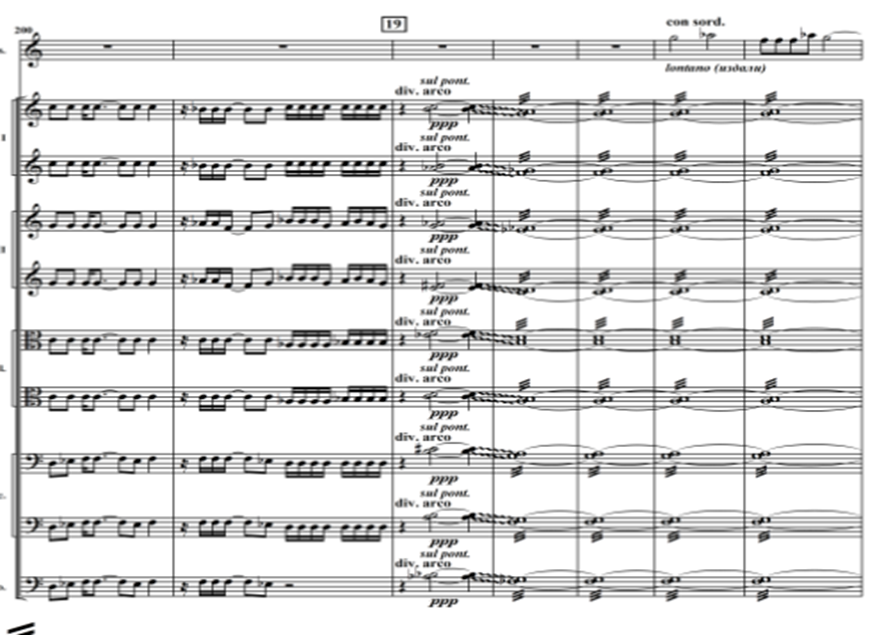 200
19
con sord.
lontano (издали)
sul pont.
div. arco
ppp
sul pont.
div. arco
ppp
sul pont.
div. arco
ppp
sul pont.
div. arco
ppp
sul pont.
div. arco
ppp
sul pont.
div. arco
ppp
sul pont.
div. arco
ppp
sul pont.
div. arco
ppp
sul pont.
div. arco
ppp